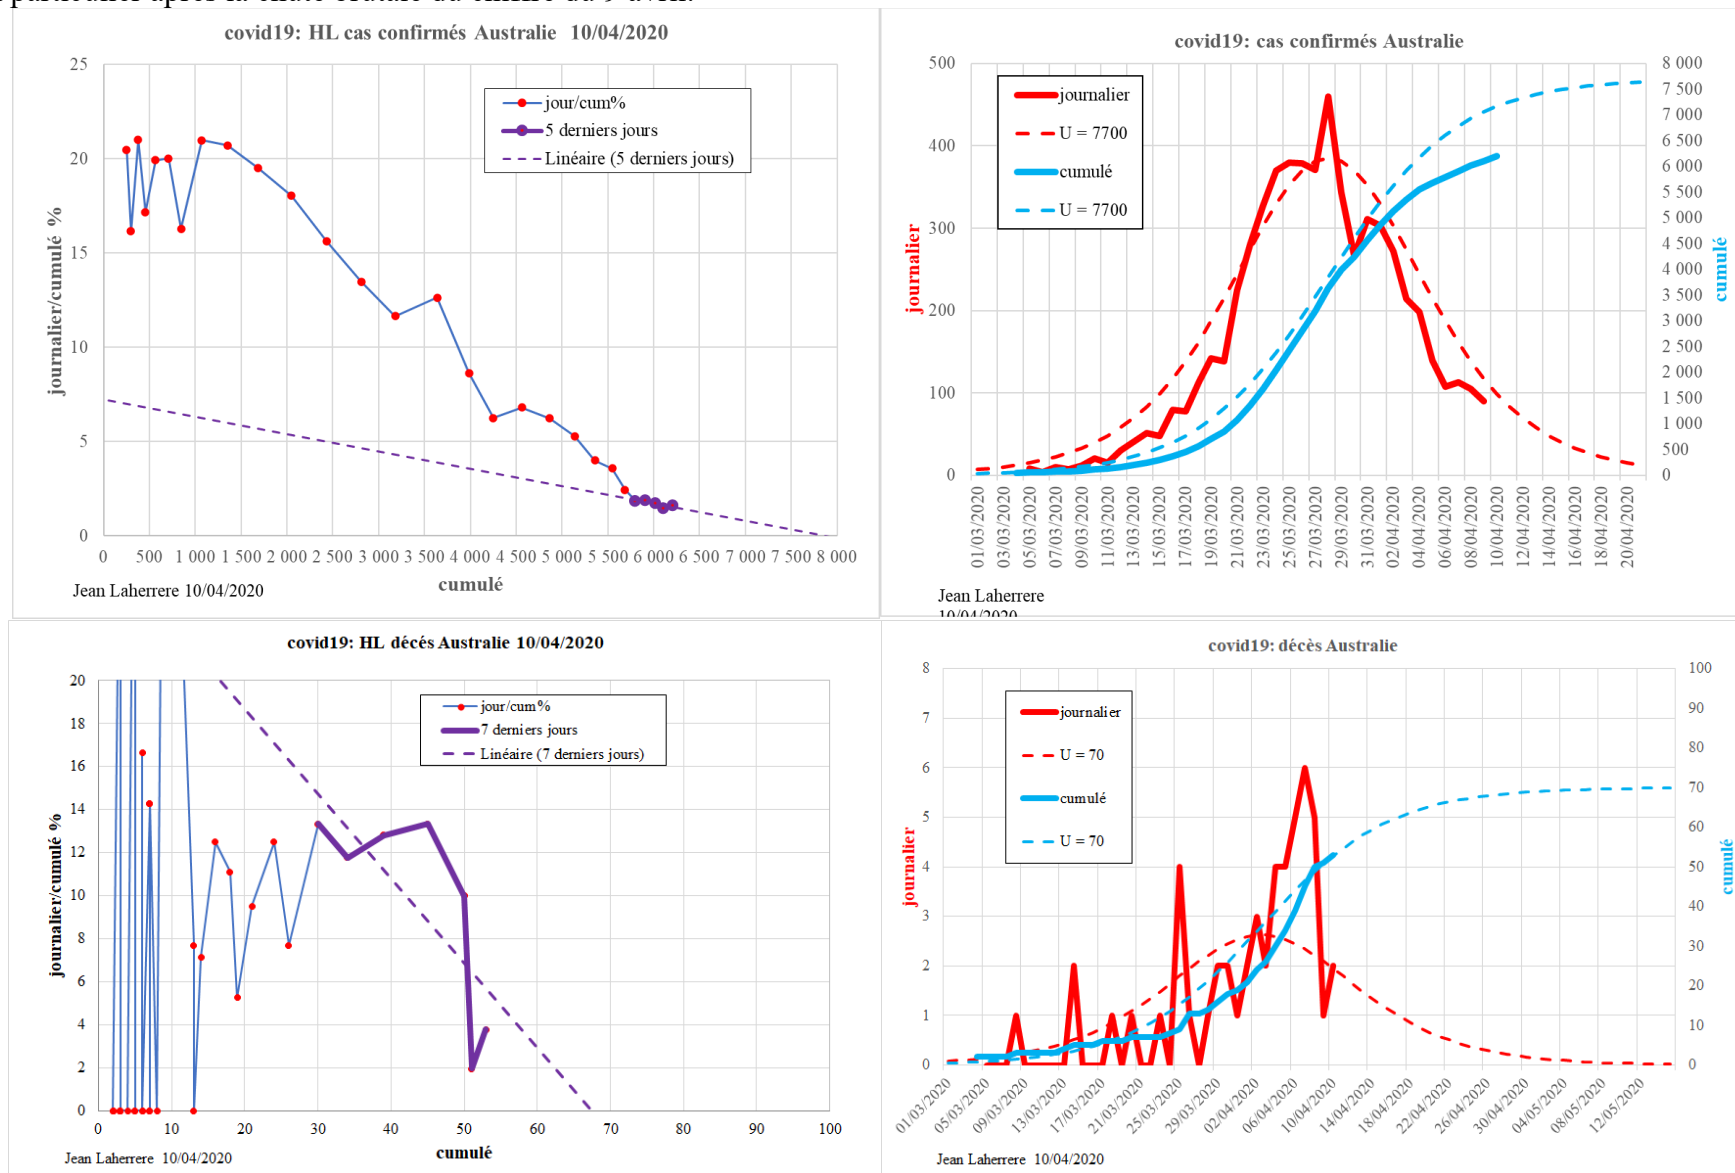 particulier après la chute brutale du chiffre du 9 avril.
covid19: HL cas confirmés Australie 10/04/2020
25
20
15
10
5
0
journalier/cumulé %
jour/cum%
5 derniers jours
Linéaire (5 derniers jours)
0 500 1 000 1 500 2 000 2 500 3 000 3 500 4 000 4 500 5 000 5 500 6 000 6 500 7 000 7 500 8 000
cumulé
Jean Laherrere 10/04/2020
covid19: cas confirmés Australie
500
400
300
200
100
0
journalier
journalier
U = 7700
cumulé
U = 7700
8 000
7 500
7 000
6 500
6 000
5 500
5 000
4 500
4 000
3 500
3 000
2 500
2 000
1 500
1 000
500
0
cumulé
01/03/2020 03/03/2020 05/03/2020 07/03/2020 09/03/2020 11/03/2020 13/03/2020 15/03/2020 17/03/2020 19/03/2020 21/03/2020 23/03/2020 25/03/2020 27/03/2020 29/03/2020 31/03/2020 02/04/2020 04/04/2020 06/04/2020 08/04/2020 10/04/2020 12/04/2020 14/04/2020 16/04/2020 18/04/2020 20/04/2020
Jean Laherrere
10/04/2020
covid19: HL décés Australie 10/04/2020
20
18
16
14
12
10
8
6
4
2
0
journalier/cumulé %
jour/cum%
7 derniers jours
Linéaire (7 derniers jours)
0 10 20 30 40 50 60 70 80 90 100
cumulé
Jean Laherrere 10/04/2020
covid19: décès Australie
8
7
6
5
4
3
2
1
0
journalier
journalier
U = 70
cumulé
U = 70
100
90
80
70
60
50
40
30
20
10
0
cumulé
01/03/2020 05/03/2020 09/03/2020 13/03/2020 17/03/2020 21/03/2020 25/03/2020 29/03/2020 02/04/2020 06/04/2020 10/04/2020 14/04/2020 18/04/2020 22/04/2020 26/04/2020 30/04/2020 04/05/2020 08/05/2020 12/05/2020
Jean Laherrere 10/04/2020